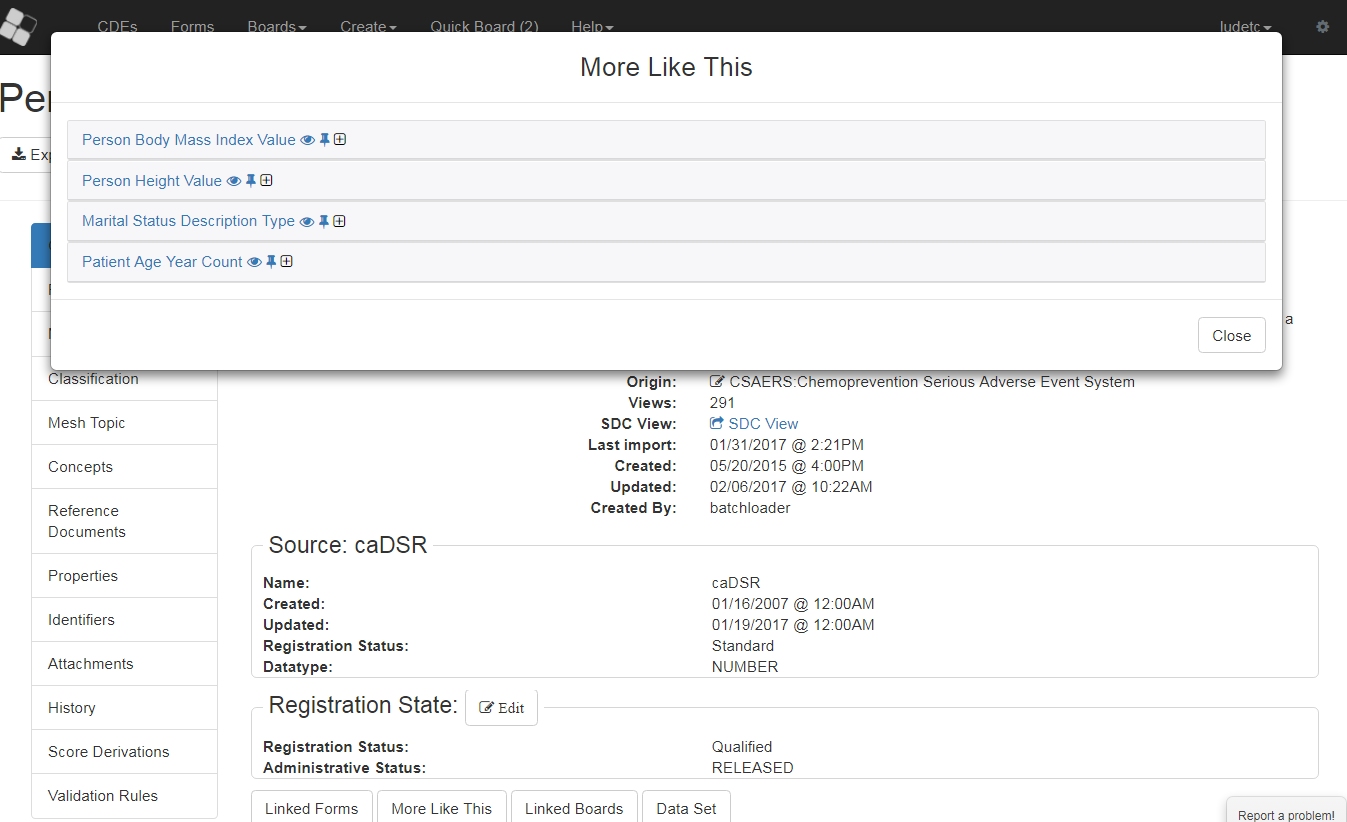 CDEs Forms Boards Create Quick Board (2) Help ludetc
More Like This
Person Body Mass Index Value
Person Height Value
Marital Status Description Type
Patient Age Year Count
Close
a
Classification
Mesh Topic
Concepts
Reference
Documents
Properties
Identifiers
Attachments
History
Score Derivations
Validation Rules
Origin: CSAERS:Chemoprevention Serious Adverse Event System
Views: 291
SDC View: SDC View
Last import: 01/31/2017 @ 2:21PM
Created: 05/20/2015 @ 4:00PM
Updated: 02/06/2017 @ 10:22AM
Created By: batchloader
Source: caDSR
Name: caDSR
Created: 01/16/2007 @ 12:00AM
Updated: 01/19/2017 @ 12:00AM
Registration Status: Standard
Datatype: NUMBER
Registration State: Edit
Registration Status: Qualified
Administrative Status: RELEASED
Linked Forms More Like This Linked Boards Data Set
Report a problem!